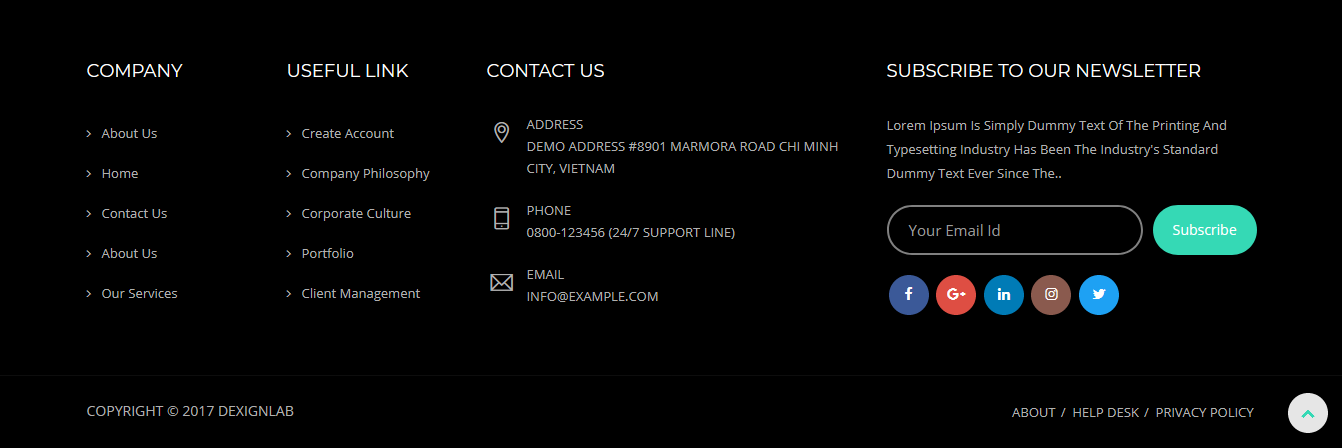 COMPANY
About Us
Home
Contact Us
About Us
Our Services
USEFUL LINK
Create Account
Company Philosophy
Corporate Culture
Portfolio
Client Management
CONTACT US
ADDRESS
DEMO ADDRESS #8901 MARMORA ROAD CHI MINH
CITY, VIETNAM
PHONE
0800-123456 (24/7 SUPPORT LINE)
EMAIL
INFO@EXAMPLE.COM
SUBSCRIBE TO OUR NEWSLETTER
Lorem Ipsum Is Simply Dummy Text Of The Printing And
Typesetting Industry Has Been The Industry's Standard
Dummy Text Ever Since The..
Your Email Id
Subscribe
f G+ in
COPYRIGHT © 2017 DEXIGNLAB
ABOUT / HELP DESK / PRIVACY POLICY